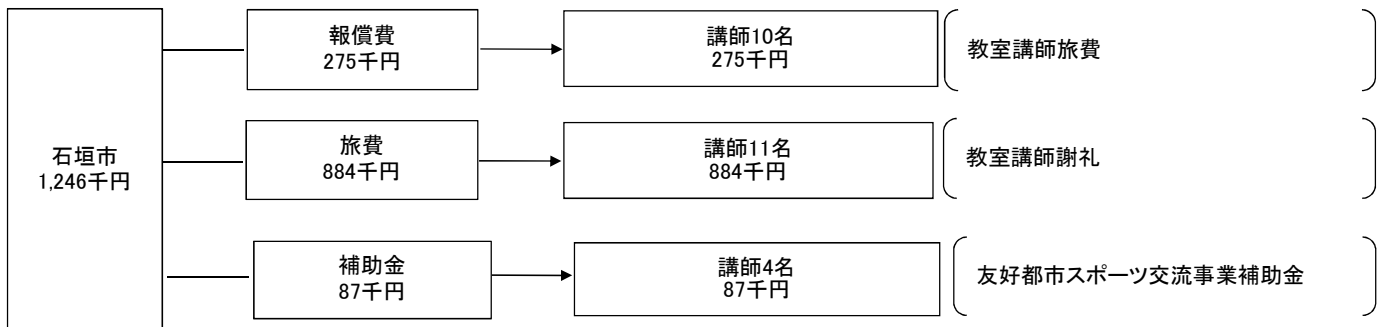 石垣市
1,246千円
報償費
275千円
講師10名
275千円
教室講師旅費
旅費
884千円
講師11名
884千円
教室講師謝礼
補助金
87千円
講師4名
87千円
友好都市スポーツ交流事業補助金